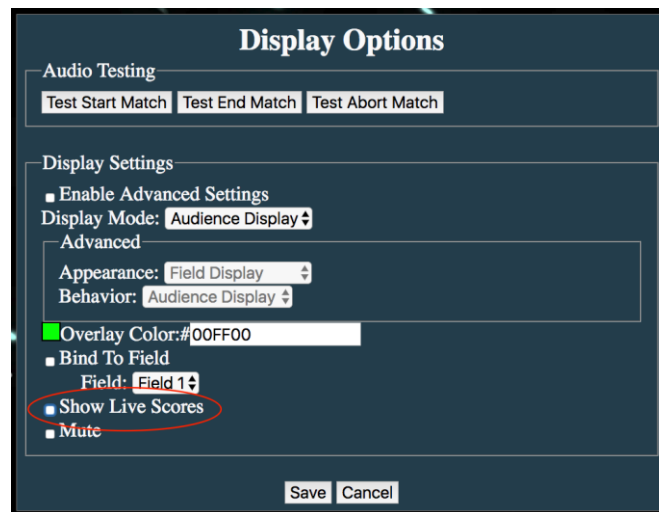 Display Options
Audio Testing
Test Start Match Test End Match Test Abort Match
Display Settings
Enable Advanced Settings
Display Mode: Audience Display
Advanced
Appearance: Field Display
Behavior: Audience Display
Overlay Color:#00FF00
Bind To Field
Field: Field 1
Show Live Scores
Mute
Save Cancel